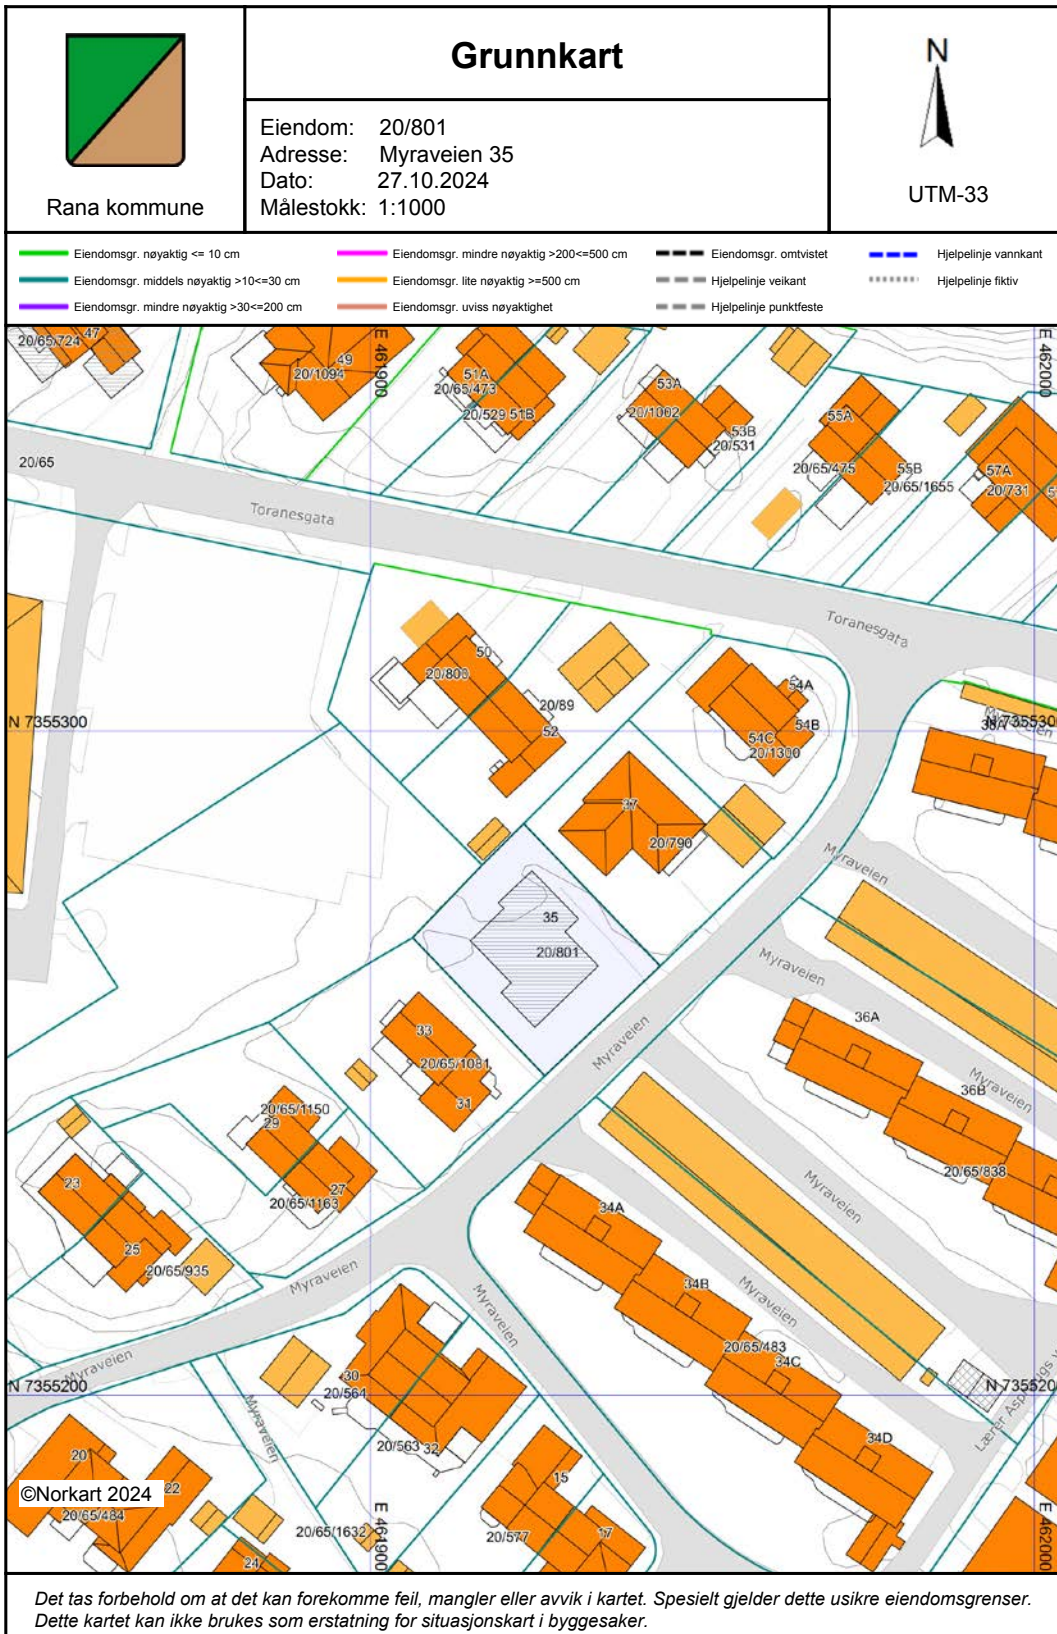 Grunnkart
N
Eiendom: 20/801
Adresse: Myraveien 35
Dato: 27.10.2024
Målestokk: 1:1000
Rana kommune
UTM-33
Eiendomsgr. nøyaktig <= 10 cm
Eiendomsgr. mindre nøyaktig >200<=500 cm
Eiendomsgr. omtvistet
Hjelpelinje vannkant
Eiendomsgr. middels nøyaktig >10<=30 cm
Eiendomsgr. lite nøyaktig >=500 cm
Hjelpelinje veikant
Hjelpelinje fiktiv
Eiendomsgr. mindre nøyaktig >30<=200 cm
Eiendomsgr. uviss nøyaktighet
Hjelpelinje punktfeste
47
20/65/724
49
20/1094
E 461900
51A
20/65/473
20/529 51B
53A
20/1002
53B
20/531
55A
20/65/475
55B
20/65/1655
57A
20/731
E 462000
20/65
Toranesgata
Toranesgata
50
20/800
20/89
52
54A
54B
54C
20/1300
N 7355300
N 7355300
Myraveien
38A
37
20/790
35
20/801
Myraveien
Myraveien
Myraveien
36A
Myraveien
36B
20/65/838
33
20/65/1081
31
20/65/1150
29
27
20/65/1163
23
25
20/65/935
Myraveien
34A
Myraveien
Myraveien
34B
Myraveien
20/65/483
34C
34D
Myraveien
N 7355200
N 7355200
Myraveien
30
20/564
20/563 32
15
17
20/577
20
22
20/65/484
24
20/65/1632
E 461900
E 462000
©Norkart 2024
Det tas forbehold om at det kan forekomme feil, mangler eller avvik i kartet. Spesielt gjelder dette usikre eiendomsgrenser.
Dette kartet kan ikke brukes som erstatning for situasjonskart i byggesaker.